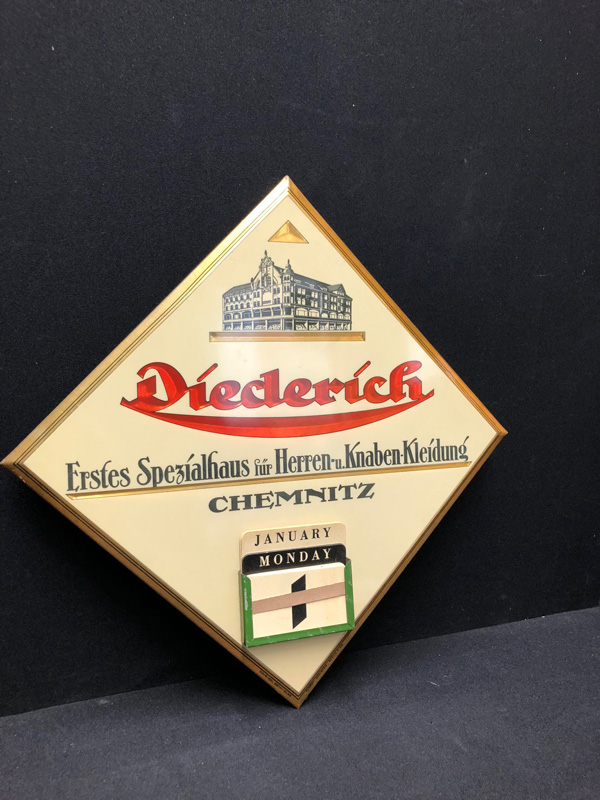 Diederich
Erstes Spezialhaus für Herren-u. Knaben-Kleidung
CHEMNITZ
JANUARY
MONDAY
1